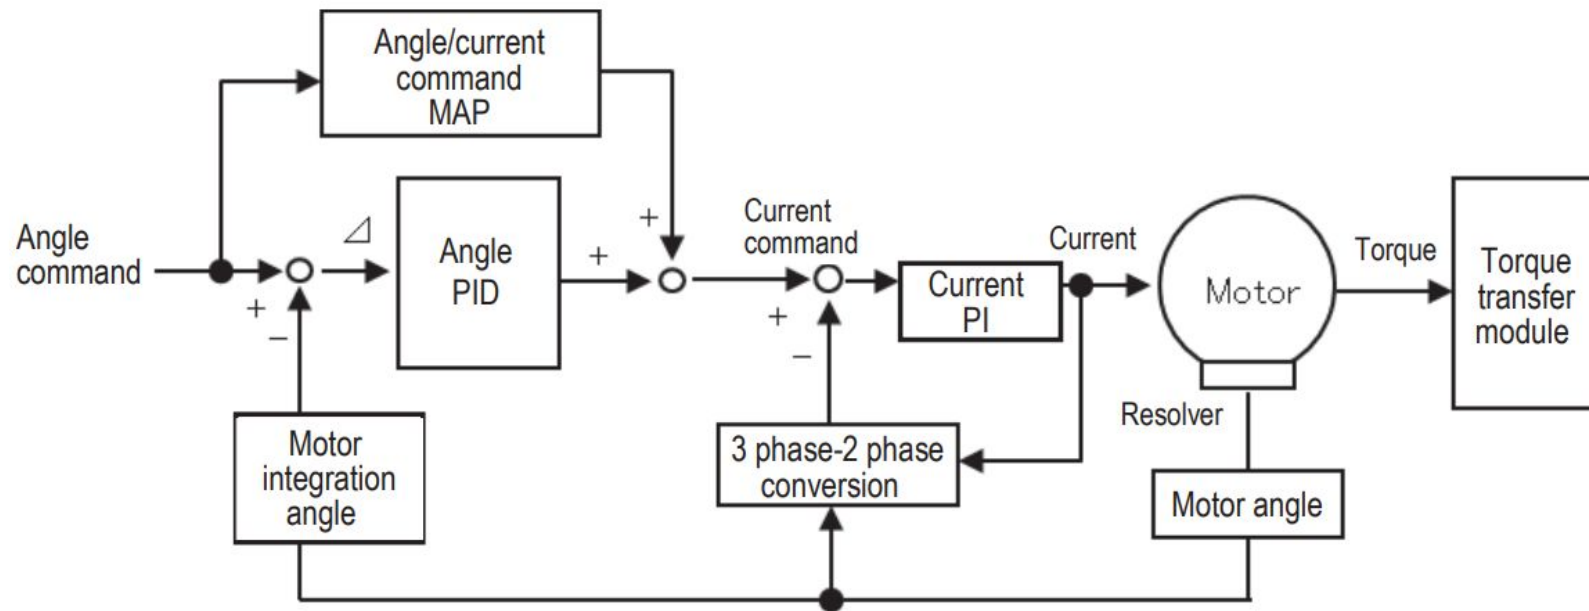 Angle/current
command
MAP
Angle
command
+
−
⊿
Angle
PID
+
+
Current
command
+
−
Current
PI
Current
Motor
Torque
Torque
transfer
module
Resolver
Motor
integration
angle
3 phase-2 phase
conversion
Motor angle